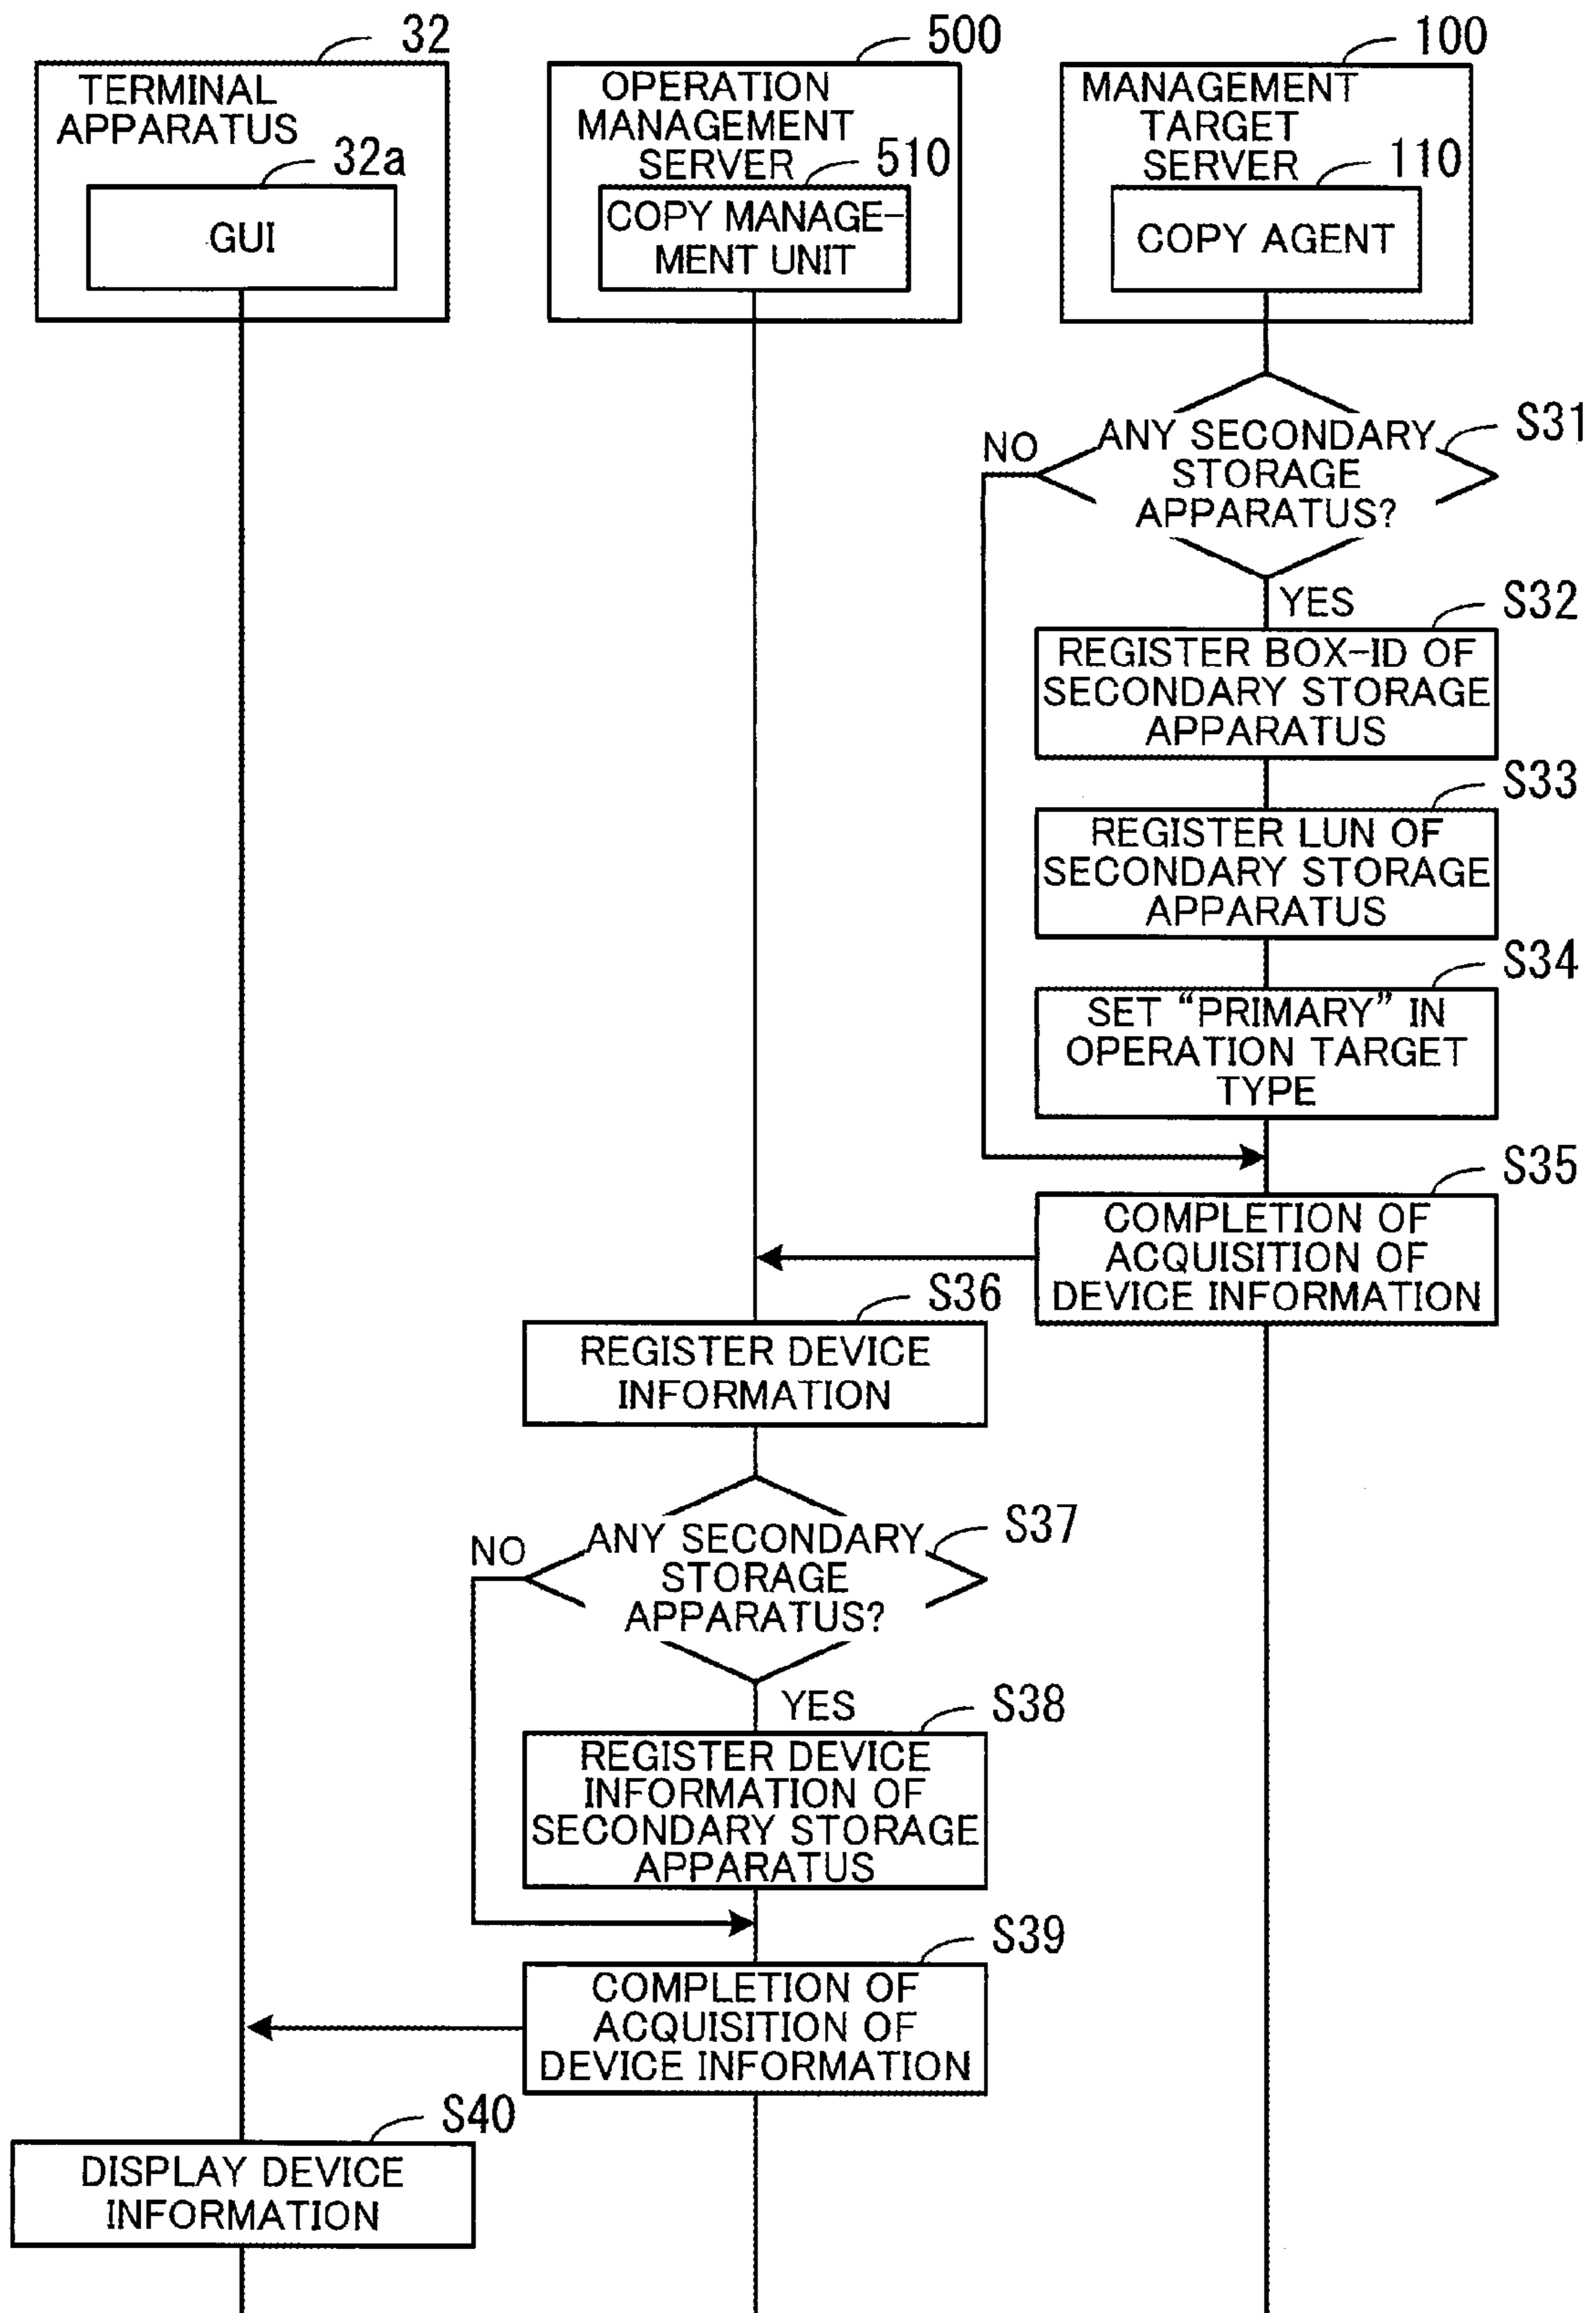 32
TERMINAL
APPARATUS
32a
GUI
500
OPERATION
MANAGEMENT
SERVER
510
COPY MANAGE-
MENT UNIT
100
MANAGEMENT
TARGET
SERVER
110
COPY AGENT
S31
NO
ANY SECONDARY
STORAGE
APPARATUS?
YES
S32
REGISTER BOX-ID OF
SECONDARY STORAGE
APPARATUS
S33
REGISTER LUN OF
SECONDARY STORAGE
APPARATUS
S34
SET “PRIMARY” IN
OPERATION TARGET
TYPE
S35
COMPLETION OF
ACQUISITION OF
DEVICE INFORMATION
S36
REGISTER DEVICE
INFORMATION
S37
NO
ANY SECONDARY
STORAGE
APPARATUS?
YES
S38
REGISTER DEVICE
INFORMATION OF
SECONDARY STORAGE
APPARATUS
S39
COMPLETION OF
ACQUISITION OF
DEVICE INFORMATION
S40
DISPLAY DEVICE
INFORMATION